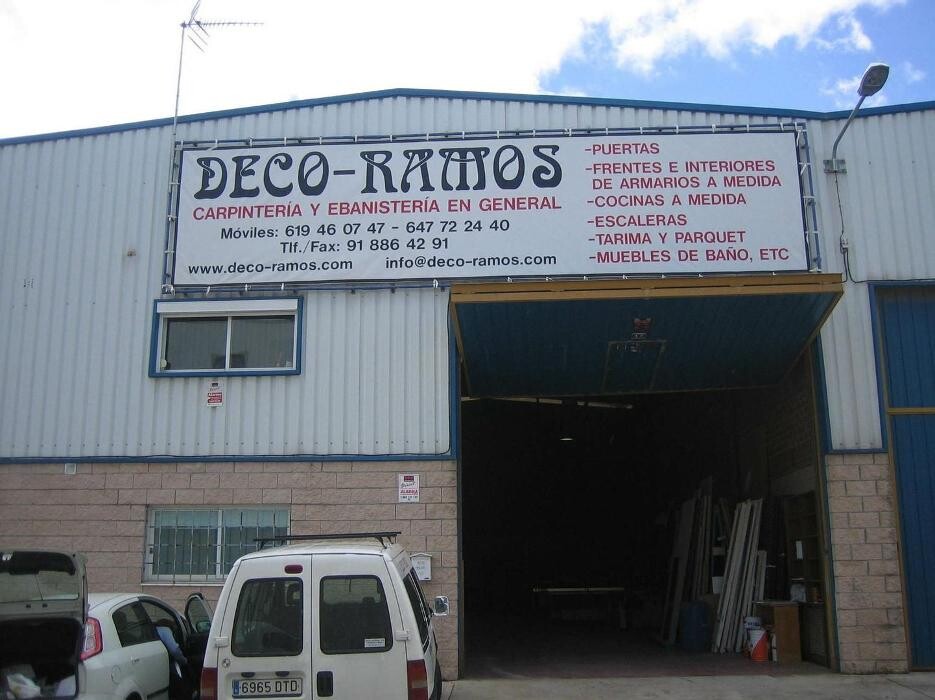 DECO-RAMOS
CARPINTERÍA Y EBANISTERÍA EN GENERAL
Móviles: 619 46 07 47 - 647 72 24 40
Tlf./Fax: 91 886 42 91
www.deco-ramos.com info@deco-ramos.com
-PUERTAS
-FRENTES E INTERIORES
DE ARMARIOS A MEDIDA
-COCINAS A MEDIDA
-ESCALERAS
-TARIMA Y PARQUET
-MUEBLES DE BAÑO, ETC
ALARMA
6965 DTD